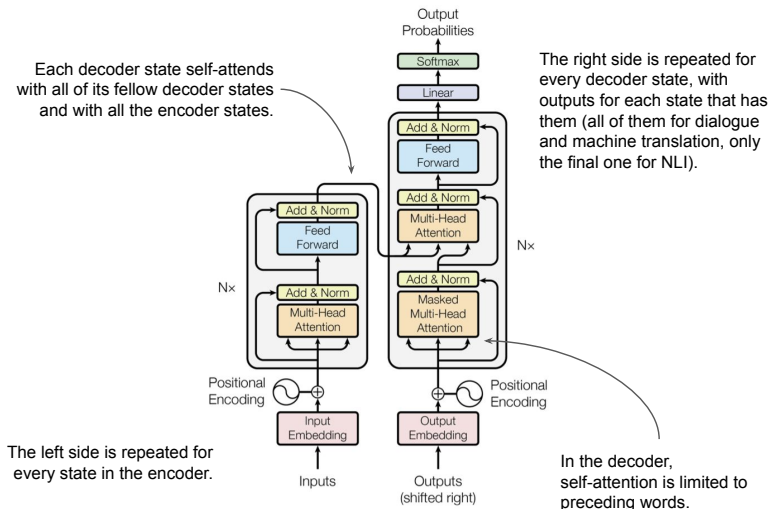 Output
Probabilities
Softmax
Linear
Add & Norm
Feed
Forward
Add & Norm
Multi-Head
Attention
Add & Norm
Masked
Multi-Head
Attention
Nx
Positional
Encoding
Output
Embedding
Outputs
(shifted right)
Add & Norm
Feed
Forward
Add & Norm
Multi-Head
Attention
Nx
Positional
Encoding
Input
Embedding
Inputs
Each decoder state self-attends
with all of its fellow decoder states
and with all the encoder states.
The right side is repeated for
every decoder state, with
outputs for each state that has
them (all of them for dialogue
and machine translation, only
the final one for NLI).
The left side is repeated for
every state in the encoder.
In the decoder,
self-attention is limited to
preceding words.